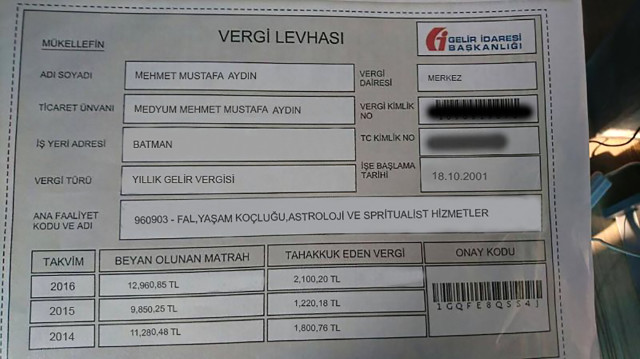 MÜKELLEFİN
VERGİ LEVHASI
GELİR İDARESİ
BAŞKANLIĞI
ADI SOYADI
MEHMET MUSTAFA AYDIN
VERGİ
DAİRESİ
MERKEZ
TİCARET ÜNVANI
MEDYUM MEHMET MUSTAFA AYDIN
VERGİ KİMLİK
NO
İŞ YERİ ADRESİ
BATMAN
TC KİMLİK NO
VERGİ TÜRÜ
YILLIK GELİR VERGİSİ
İŞE BAŞLAMA
TARİHİ
18.10.2001
ANA FAALİYET
KODU VE ADI
960903 - FAL,YAŞAM KOÇLUĞU,ASTROLOJİ VE SPRİTUALİST HİZMETLER
TAKVİM
BEYAN OLUNAN MATRAH
TAHAKKUK EDEN VERGİ
ONAY KODU
2016
12,960,85 TL
2,100,20 TL
2015
9,850,25 TL
1,220,18 TL
2014
11,280,48 TL
1,800,76 TL
1GQFE8QSS4J